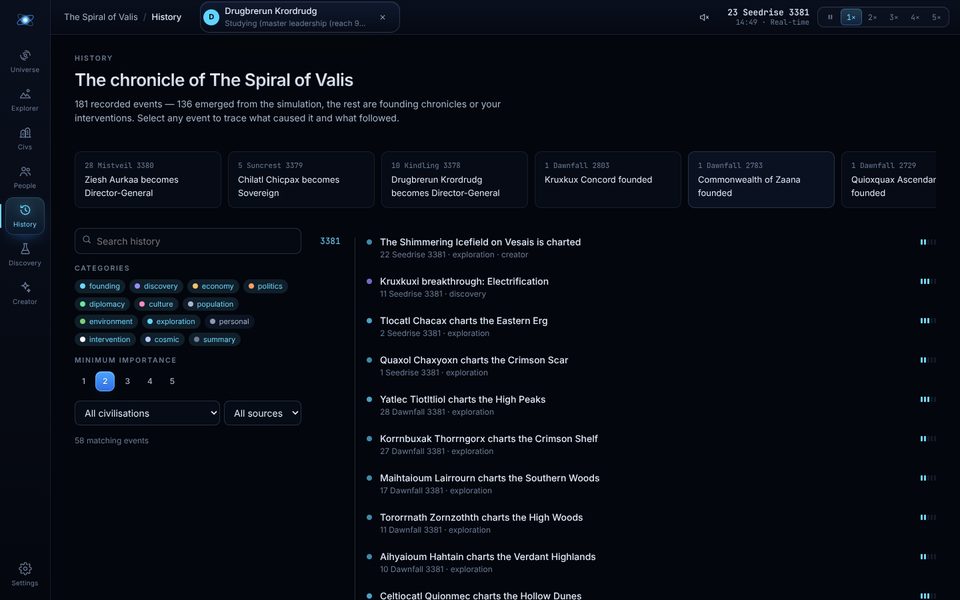 The Spiral of Valis / History
D
Drugbrerun Krordrudg
Studying (master leadership (reach 9...
×
23 Seedrise 3381
14:49 · Real-time
1×
2×
3×
4×
5×
Universe
Explorer
Civs
People
History
Discovery
Creator
Settings
HISTORY
The chronicle of The Spiral of Valis
181 recorded events — 136 emerged from the simulation, the rest are founding chronicles or your
interventions. Select any event to trace what caused it and what followed.
28 Mistveil 3380
Ziesh Aurkaa becomes
Director-General
5 Suncrest 3379
Chilatl Chicpax becomes
Sovereign
10 Kindling 3378
Drugbrerun Krordrudg
becomes Director-General
1 Dawnfall 2803
Kruxkux Concord founded
1 Dawnfall 2783
Commonwealth of Zaana
founded
1 Dawnfall 2729
Quioxquax Ascendan
founded
Search history
CATEGORIES
founding
discovery
economy
politics
diplomacy
culture
population
environment
exploration
personal
intervention
cosmic
summary
MINIMUM IMPORTANCE
1
2
3
4
5
All civilisations
All sources
58 matching events
3381
The Shimmering Icefield on Vesais is charted
22 Seedrise 3381 · exploration · creator
Kruxkuxi breakthrough: Electrification
11 Seedrise 3381 · discovery
Tlocatl Chacax charts the Eastern Erg
2 Seedrise 3381 · exploration
Quaxol Chaxyoxn charts the Crimson Scar
1 Seedrise 3381 · exploration
Yatlec Tiotltliol charts the High Peaks
28 Dawnfall 3381 · exploration
Korrnbuxak Thorrngorx charts the Crimson Shelf
27 Dawnfall 3381 · exploration
Maihtaioum Lairrourn charts the Southern Woods
17 Dawnfall 3381 · exploration
Tororrnath Zornzothth charts the High Woods
11 Dawnfall 3381 · exploration
Aihyaioum Hahtain charts the Verdant Highlands
10 Dawnfall 3381 · exploration
Celtiocatl Quionmec charts the Hollow Dunes